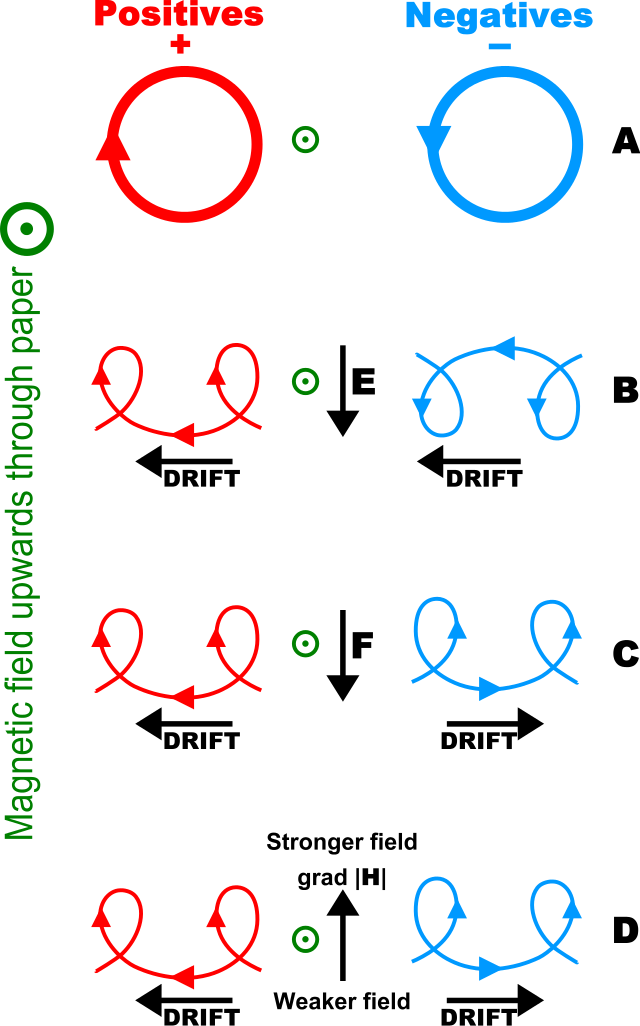 Positives
+
Negatives
−
A
Magnetic field upwards through paper
E
B
DRIFT
DRIFT
F
C
DRIFT
DRIFT
Stronger field
grad |H|
D
Weaker field
DRIFT
DRIFT